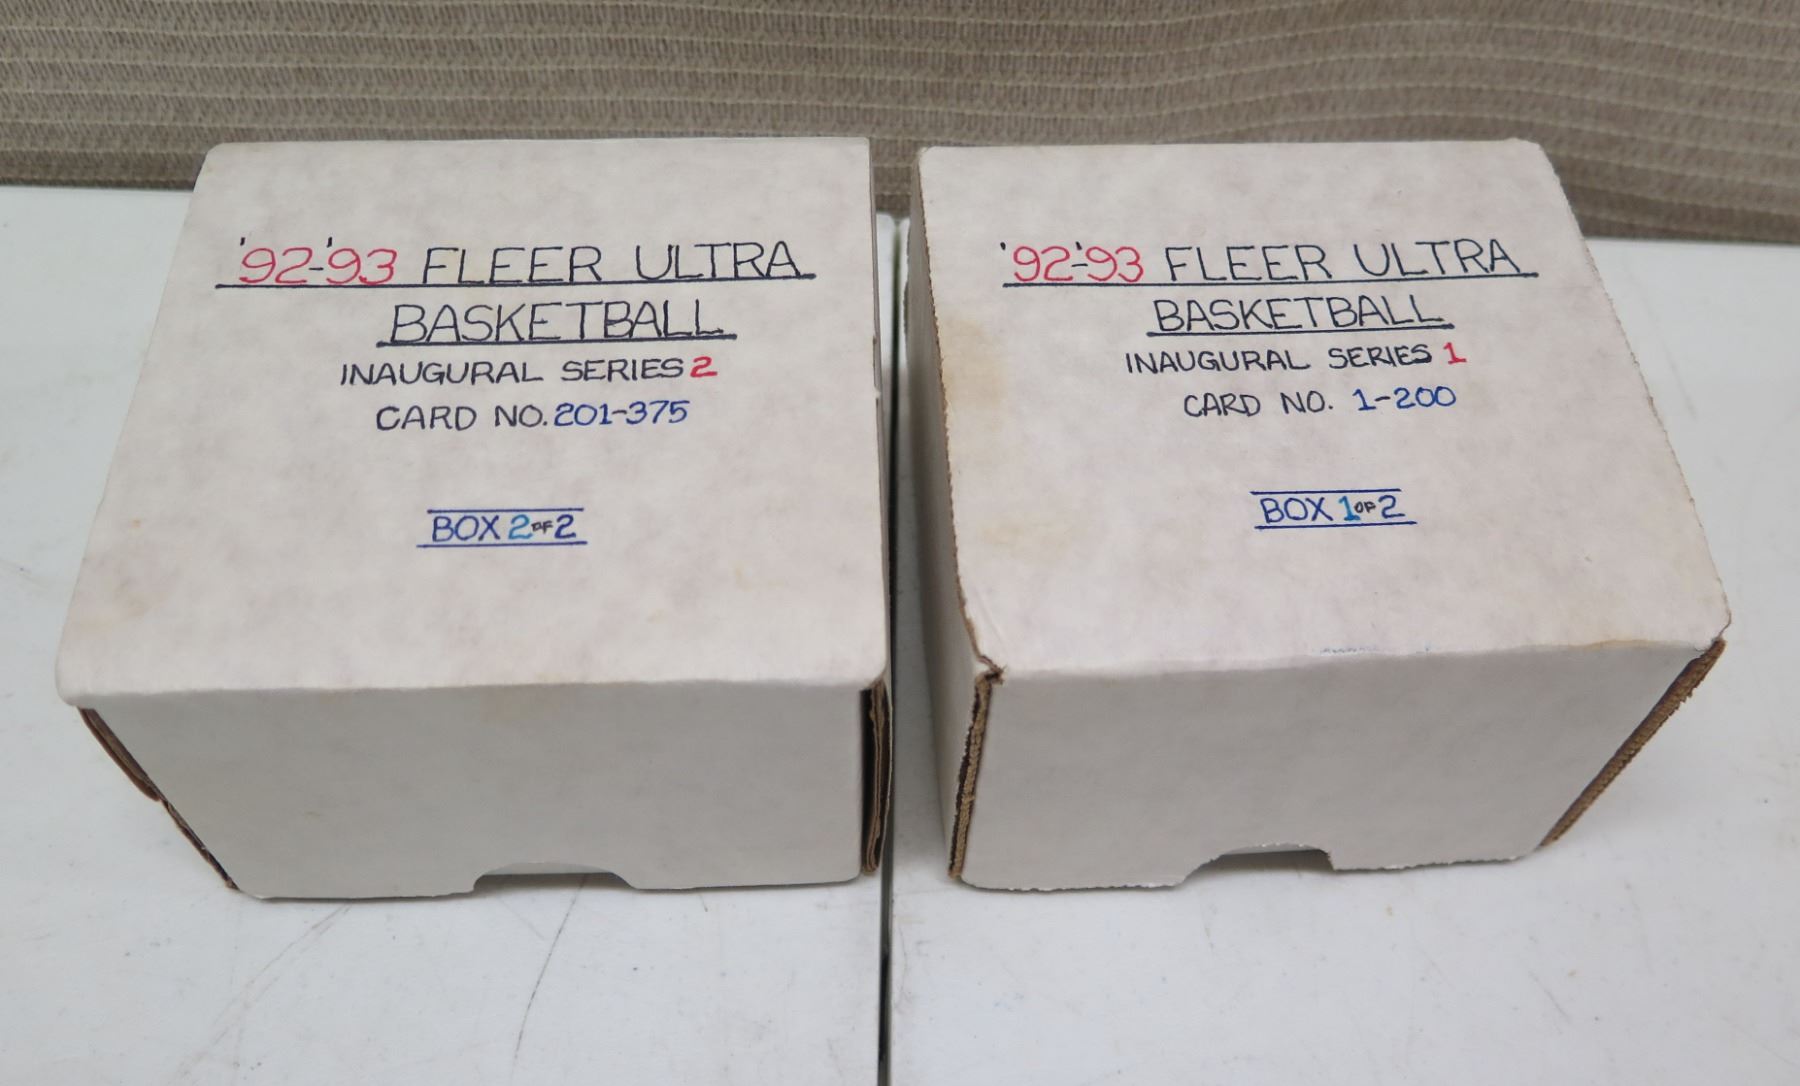 '92-'93 FLEER ULTRA
BASKETBALL
INAUGURAL SERIES 2
CARD NO. 201-375
BOX 2 OF 2
'92-'93 FLEER ULTRA
BASKETBALL
INAUGURAL SERIES 1
CARD NO. 1-200
BOX 1 OF 2